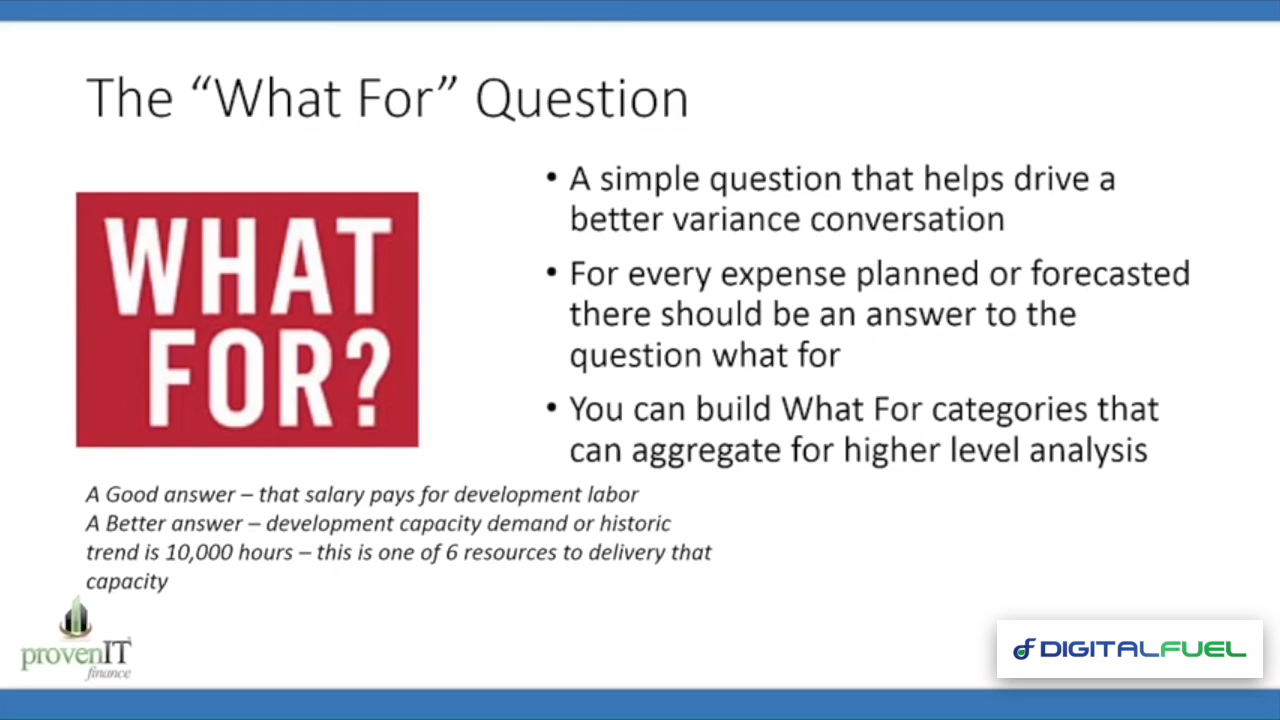 The “What For” Question
WHAT
FOR?
• A simple question that helps drive a
better variance conversation
• For every expense planned or forecasted
there should be an answer to the
question what for
• You can build What For categories that
can aggregate for higher level analysis
A Good answer – that salary pays for development labor
A Better answer – development capacity demand or historic
trend is 10,000 hours – this is one of 6 resources to delivery that
capacity
provenIT
finance
DIGITALFUEL